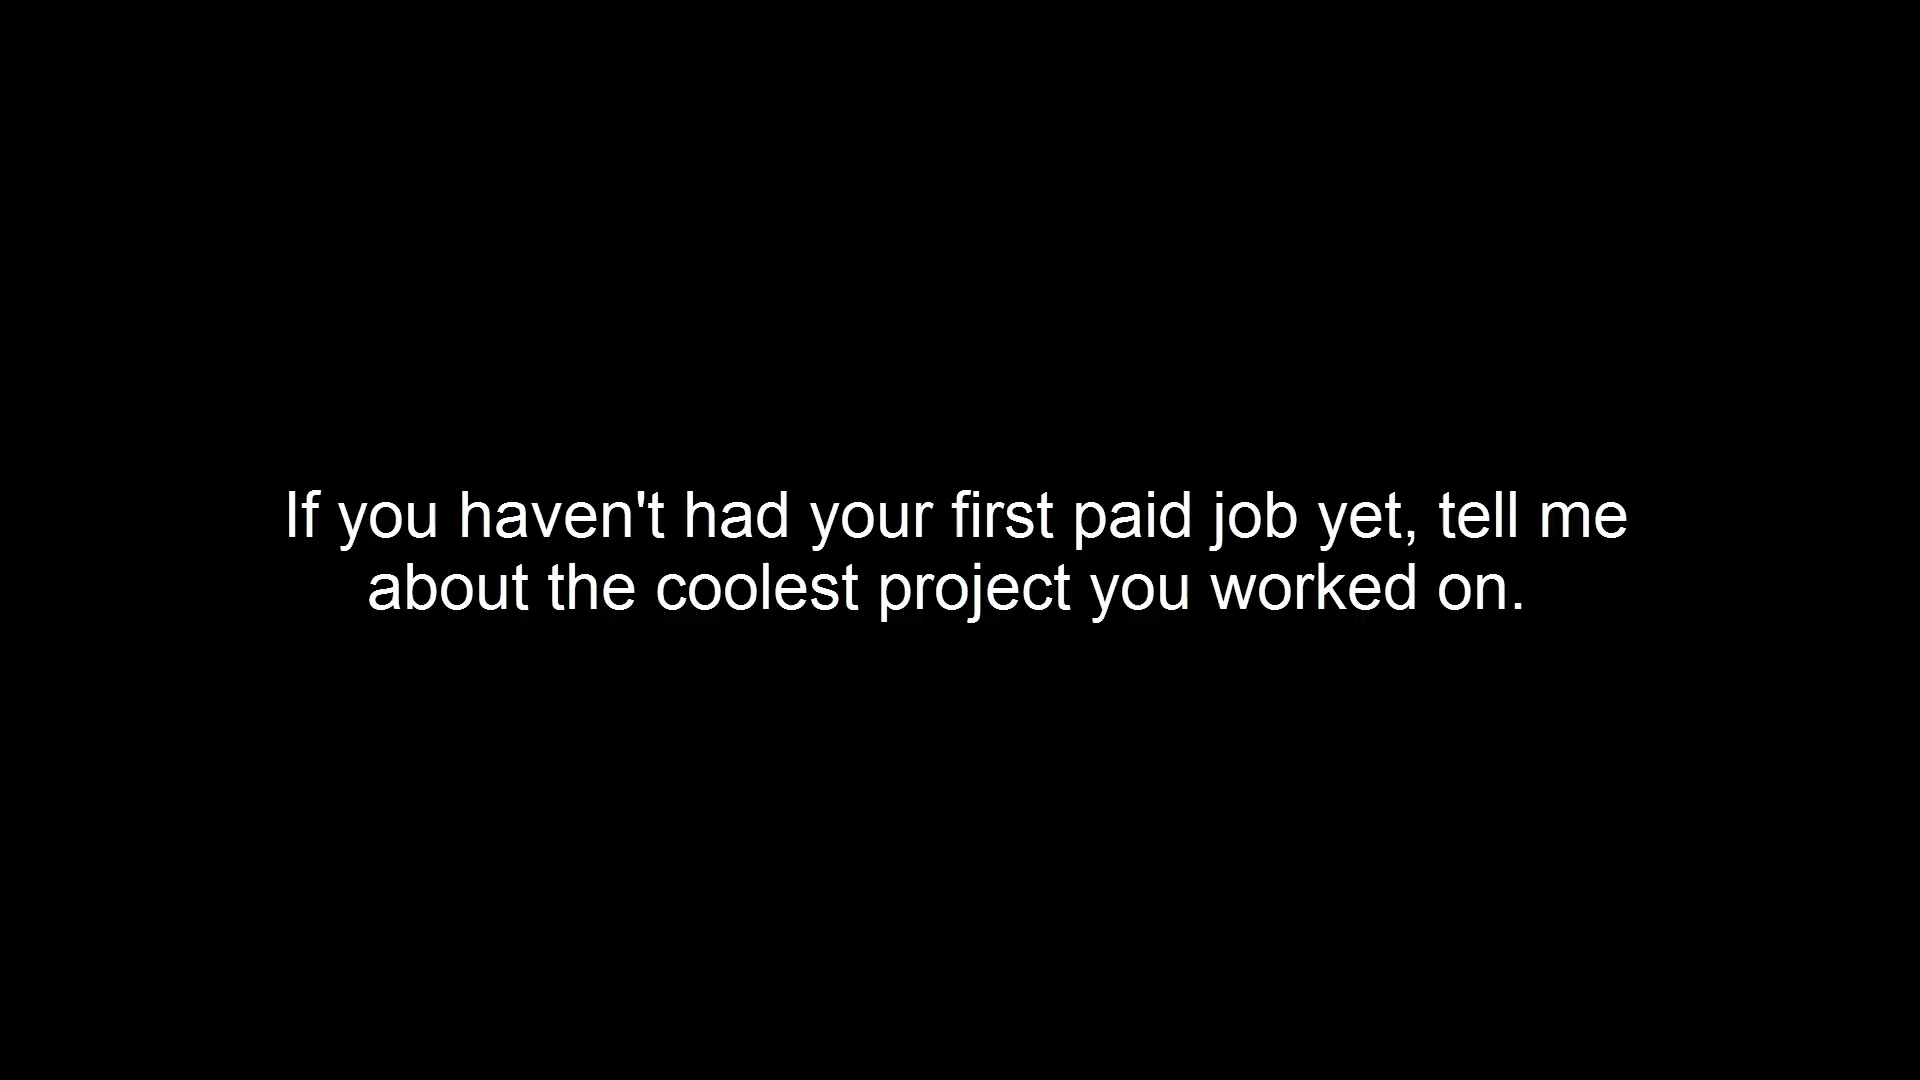 If you haven't had your first paid job yet, tell me
about the coolest project you worked on.